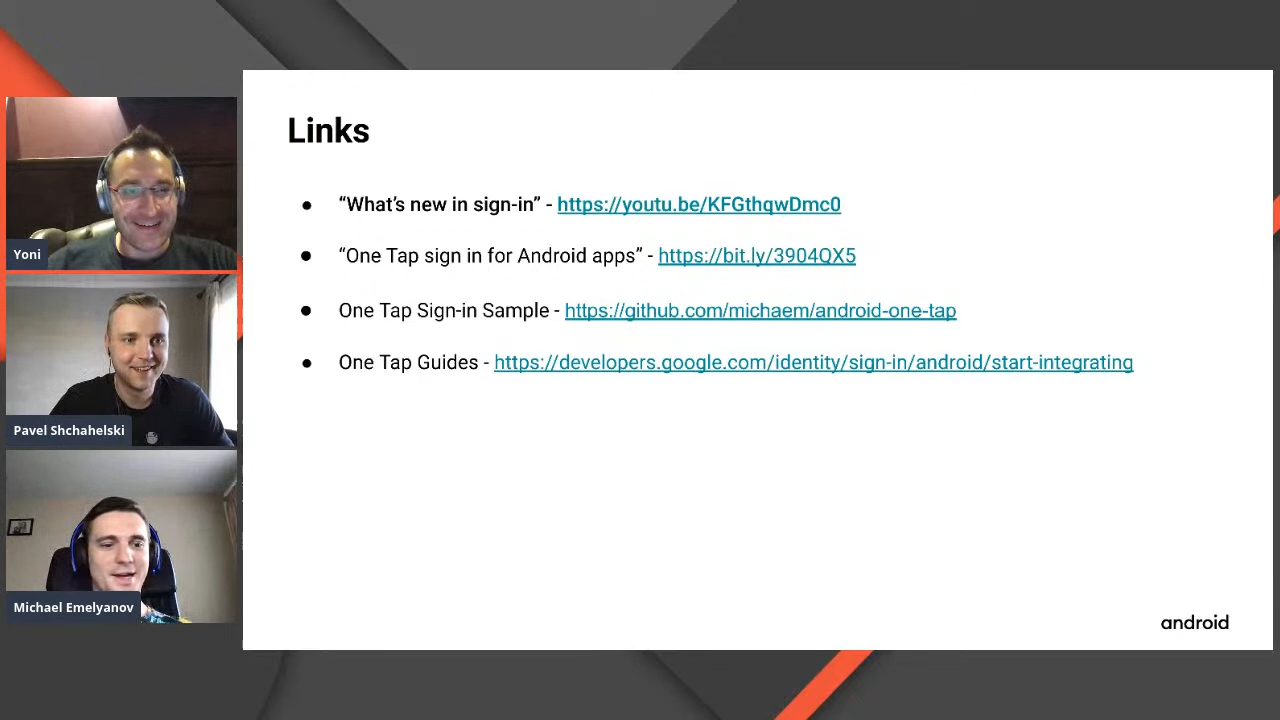 Links
● “What’s new in sign-in” - https://youtu.be/KFGthqwDmc0
● “One Tap sign in for Android apps” - https://bit.ly/3904QX5
● One Tap Sign-in Sample - https://github.com/michaem/android-one-tap
● One Tap Guides - https://developers.google.com/identity/sign-in/android/start-integrating
android
Yoni
Pavel Shchahelski
Michael Emelyanov